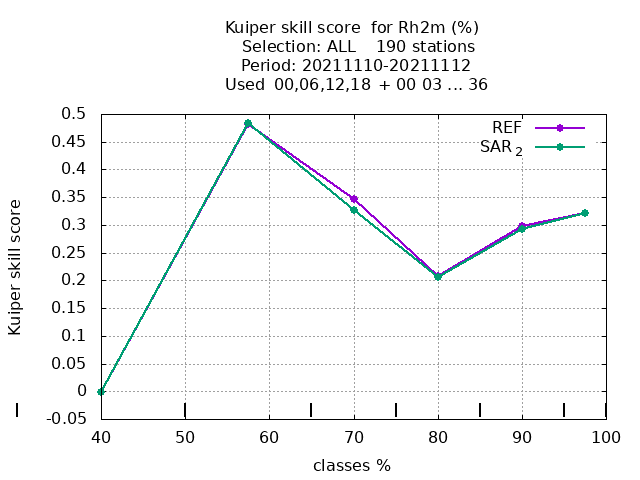 Kuiper skill score for Rh2m (%)
Selection: ALL 190 stations
Period: 20211110-20211112
Used 00,06,12,18 + 00 03 ... 36
REF
SAR 2
0.5
0.45
0.4
0.35
0.3
0.25
0.2
0.15
0.1
0.05
0
-0.05
Kuiper skill score
40 50 60 70 80 90 100
classes %